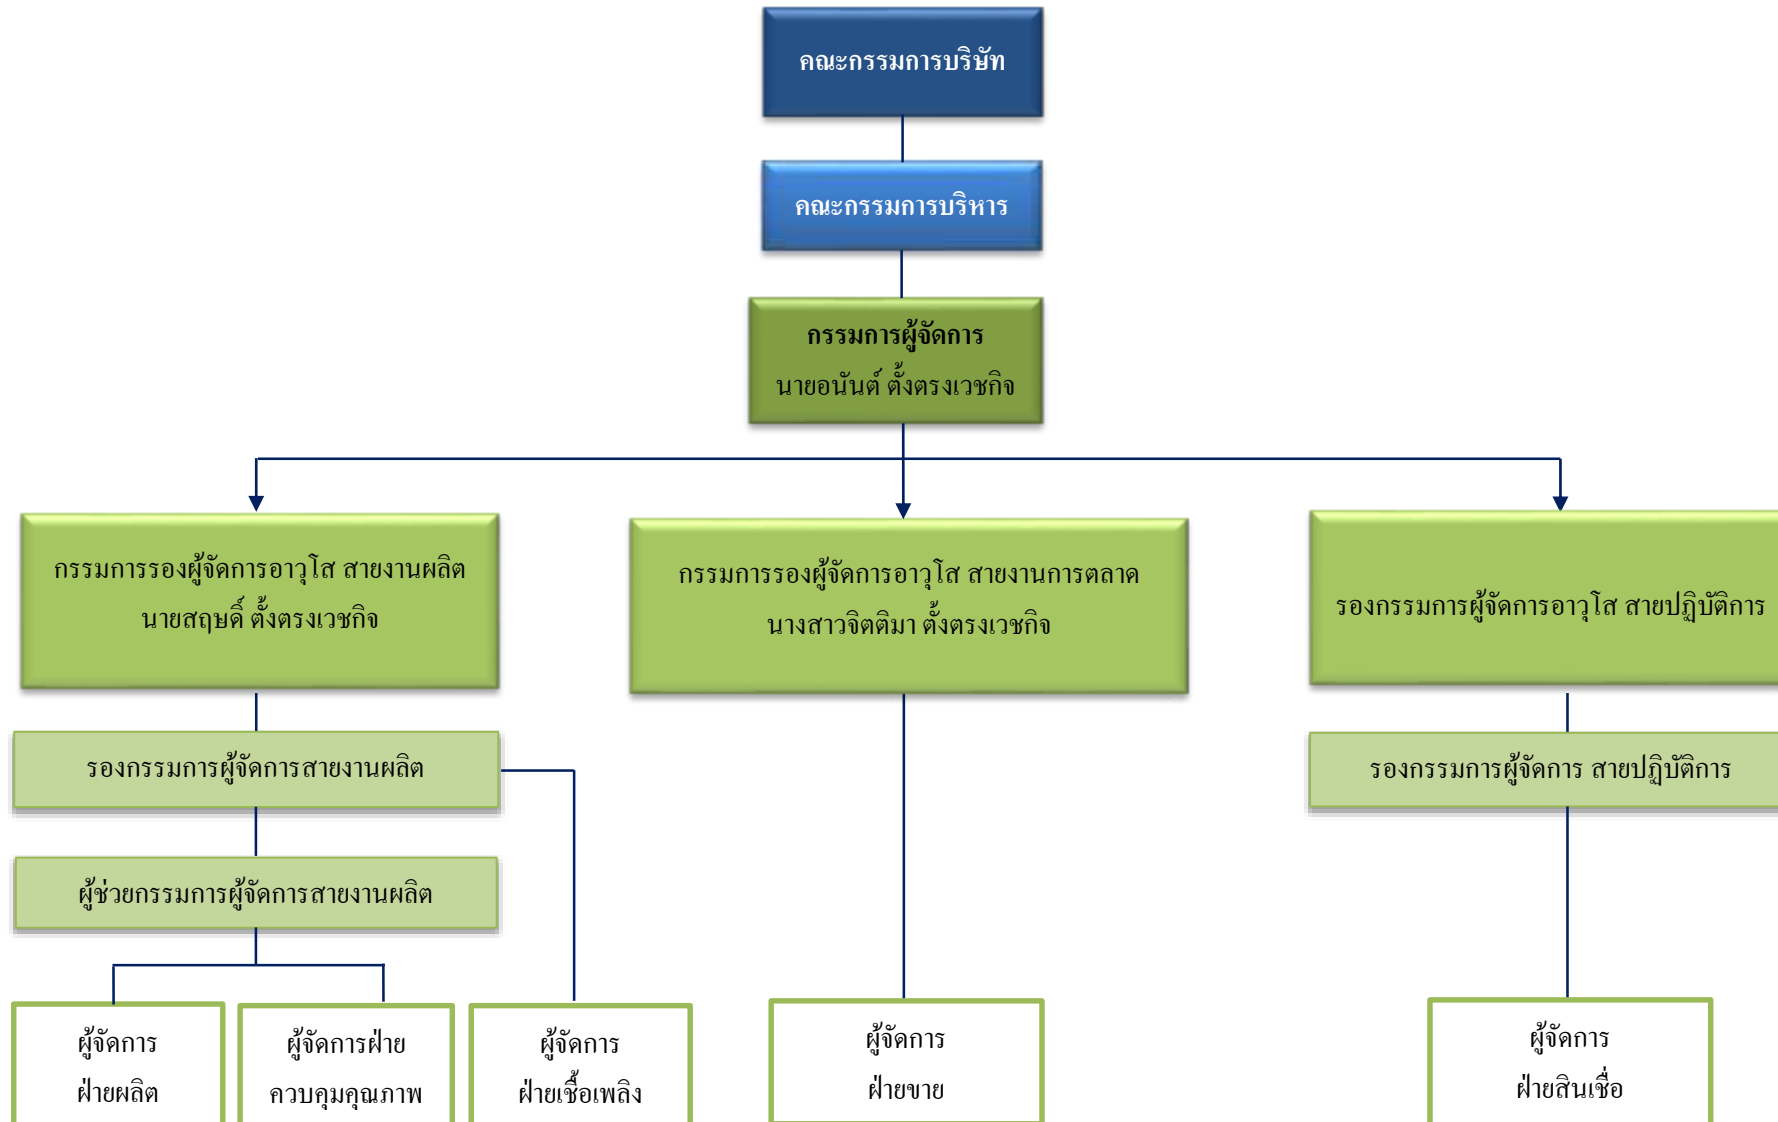 คณะกรรมการบริษัท
คณะกรรมการบริหาร
กรรมการผู้จัดการ
นายอนันต์ ตั้งตรงเวชกิจ
กรรมการรองผู้จัดการอาวุโส สายงานผลิต
นายสฤษดิ์ ตั้งตรงเวชกิจ
กรรมการรองผู้จัดการอาวุโส สายงานการตลาด
นางสาวจิตติมา ตั้งตรงเวชกิจ
รองกรรมการผู้จัดการอาวุโส สายปฏิบัติการ
รองกรรมการผู้จัดการสายงานผลิต
รองกรรมการผู้จัดการ สายปฏิบัติการ
ผู้ช่วยกรรมการผู้จัดการสายงานผลิต
ผู้จัดการ
ฝ่ายผลิต
ผู้จัดการฝ่าย
ควบคุมคุณภาพ
ผู้จัดการ
ฝ่ายเชื้อเพลิง
ผู้จัดการ
ฝ่ายขาย
ผู้จัดการ
ฝ่ายสินเชื่อ